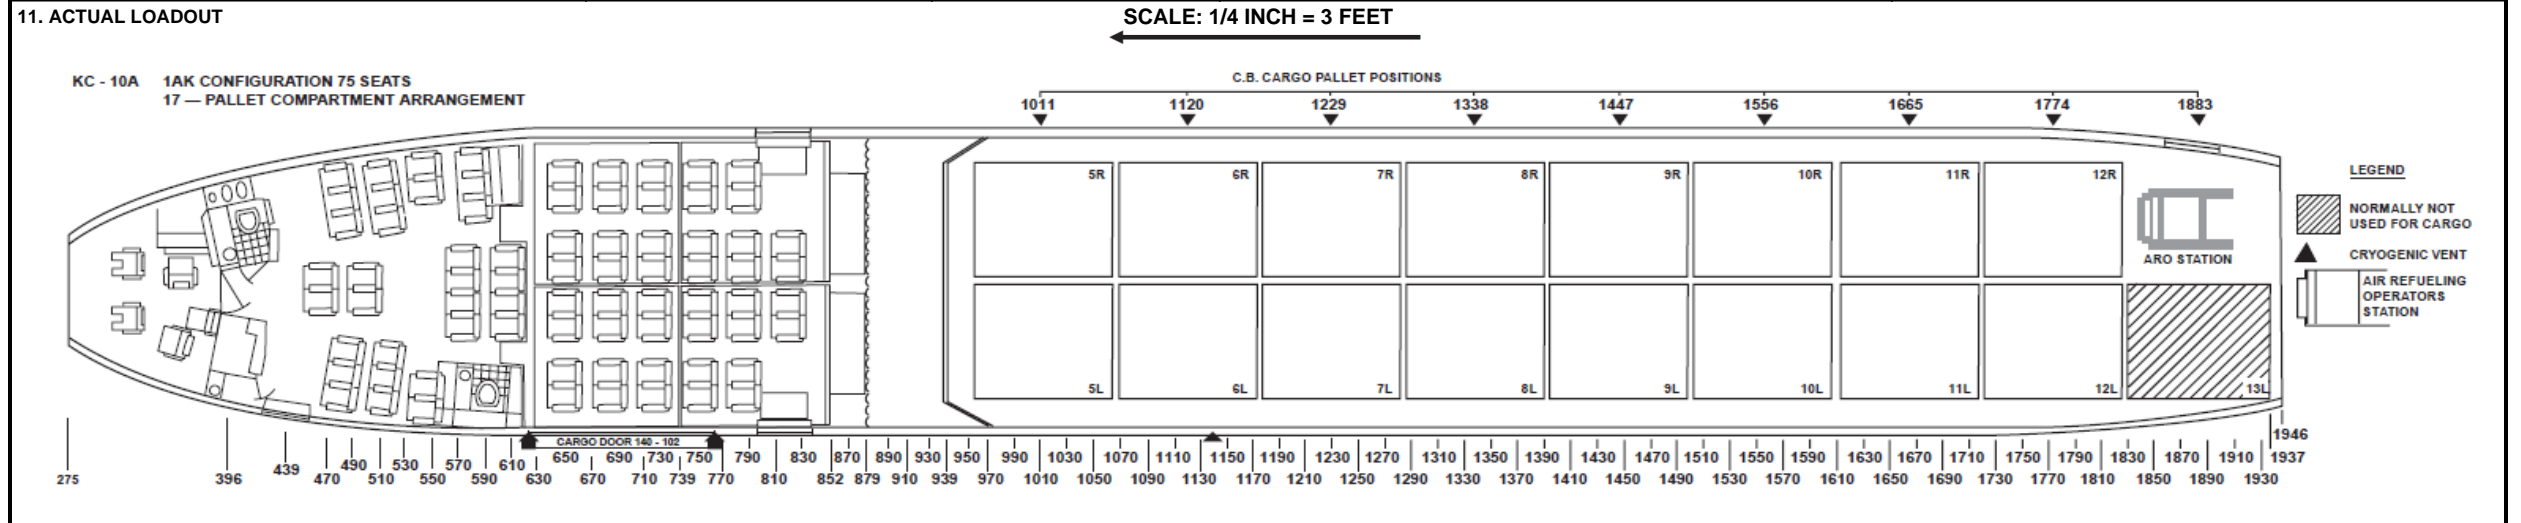 11. ACTUAL LOADOUT
SCALE: 1/4 INCH = 3 FEET
KC - 10A 1AK CONFIGURATION 75 SEATS
17 — PALLET COMPARTMENT ARRANGEMENT
C.B. CARGO PALLET POSITIONS
1011 1120 1229 1338 1447 1556 1665 1774 1883
5R 6R 7R 8R 9R 10R 11R 12R
ARO STATION
5L 6L 7L 8L 9L 10L 11L 12L 13L
LEGEND
NORMALLY NOT
USED FOR CARGO
CRYOGENIC VENT
AIR REFUELING
OPERATORS
STATION
CARGO DOOR 140 - 102
1946
439 490 530 570 610 650 690 730 750 790 830 870 890 930 950 990 1030 1070 1110 1150 1190 1230 1270 1310 1350 1390 1430 1470 1510 1550 1590 1630 1670 1710 1750 1790 1830 1870 1910 1937
275 396 470 510 550 590 630 670 710 739 770 810 852 879 910 939 970 1010 1050 1090 1130 1170 1210 1250 1290 1330 1370 1410 1450 1490 1530 1570 1610 1650 1690 1730 1770 1810 1850 1890 1930